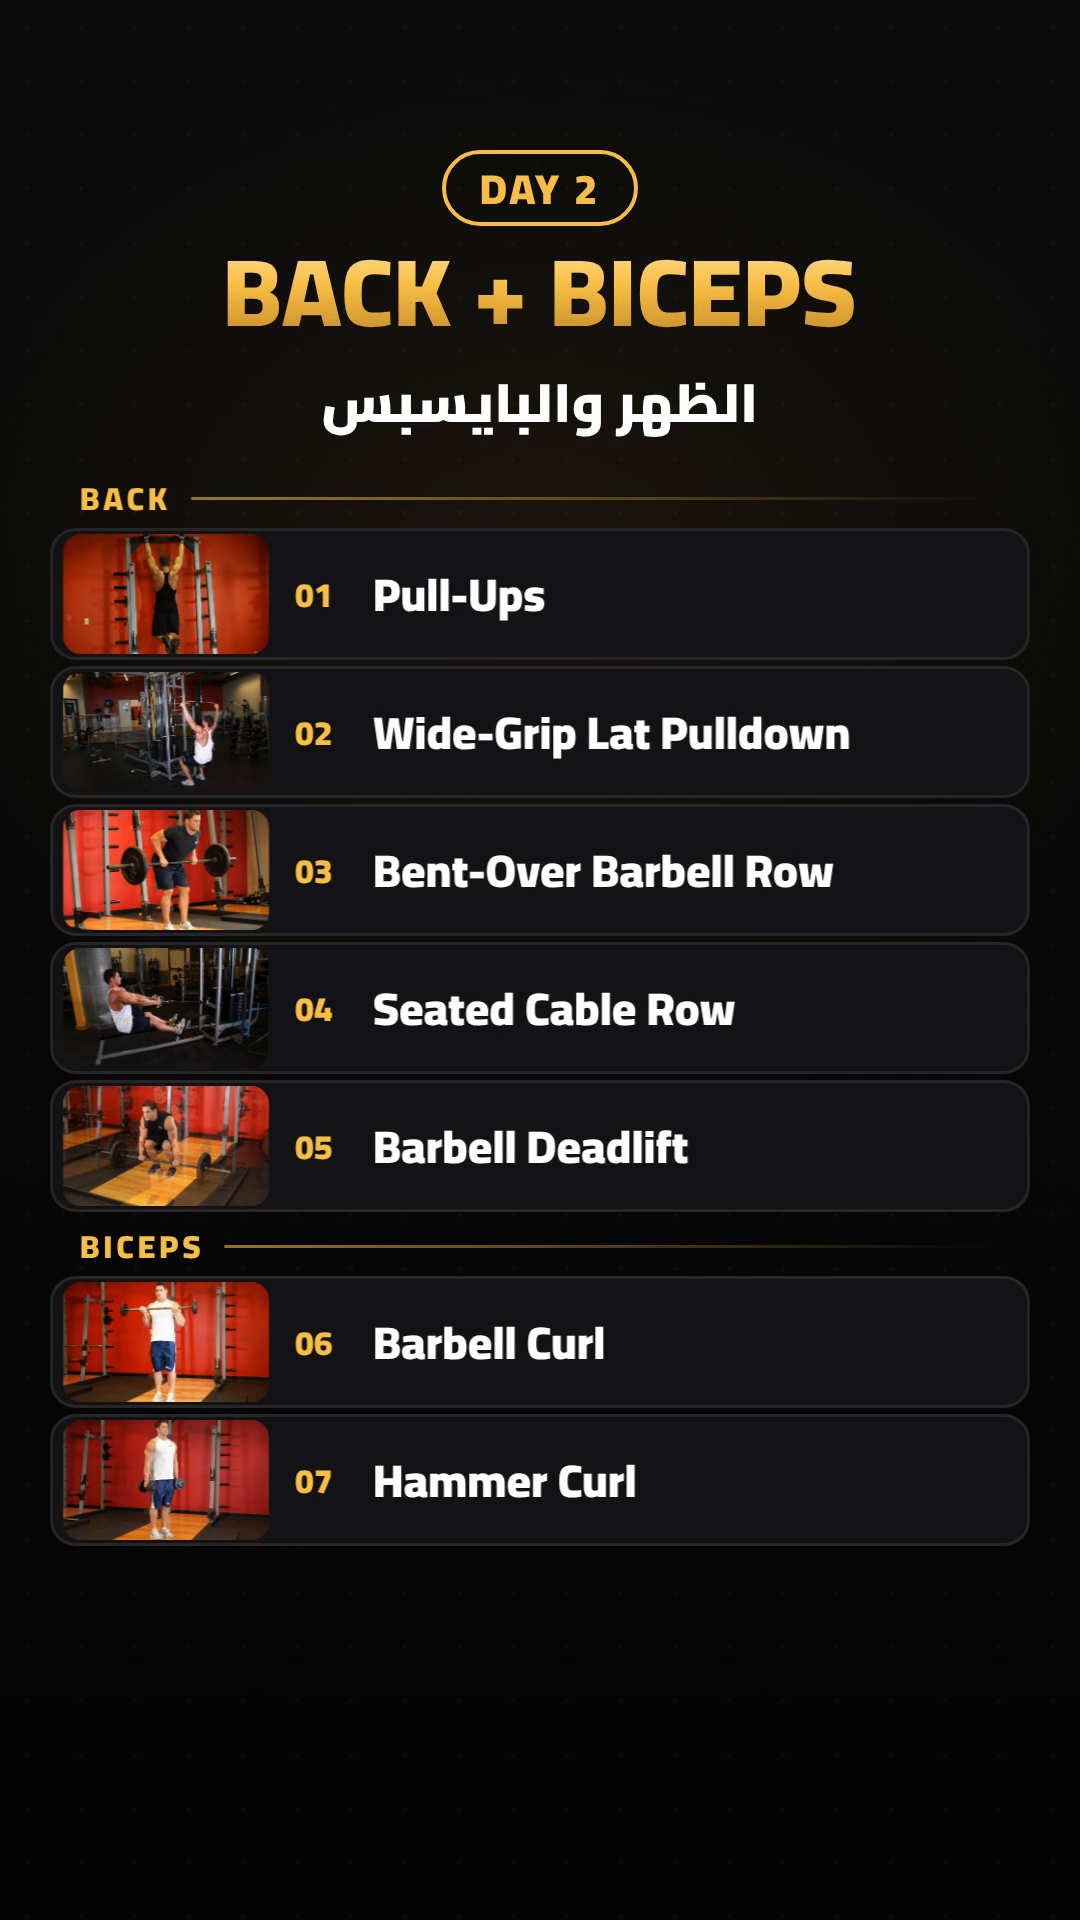 DAY 2
BACK + BICEPS
الظهر والبايسبس
BACK
01 Pull-Ups
02 Wide-Grip Lat Pulldown
03 Bent-Over Barbell Row
04 Seated Cable Row
05 Barbell Deadlift
BICEPS
06 Barbell Curl
07 Hammer Curl